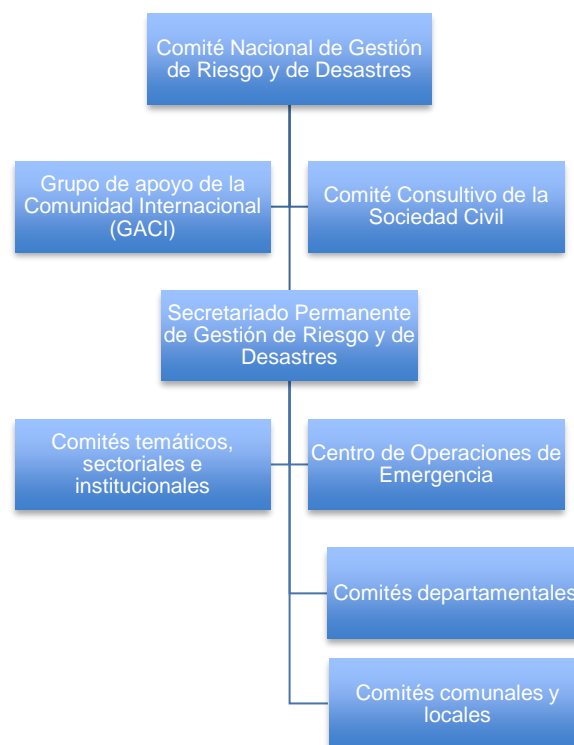 Comité Nacional de Gestión
de Riesgo y de Desastres
Grupo de apoyo de la
Comunidad Internacional
(GACI)
Comité Consultivo de la
Sociedad Civil
Secretariado Permanente
de Gestión de Riesgo y de
Desastres
Comités temáticos,
sectoriales e
institucionales
Centro de Operaciones de
Emergencia
Comités departamentales
Comités comunales y
locales